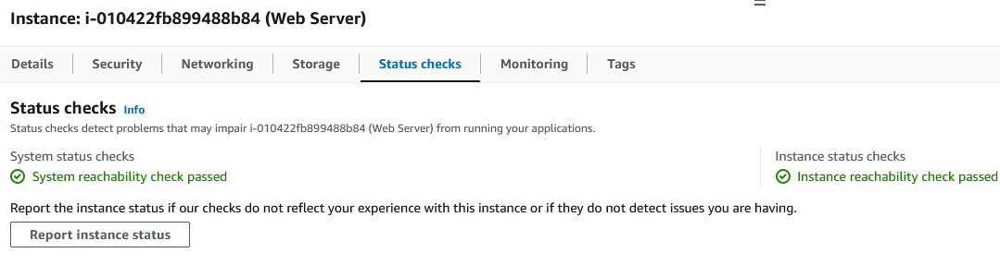 Instance: i-010422fb899488b84 (Web Server)
Details Security Networking Storage Status checks Monitoring Tags
Status checks Info
Status checks detect problems that may impair i-010422fb899488b84 (Web Server) from running your applications.
System status checks
System reachability check passed
Instance status checks
Instance reachability check passed
Report the instance status if our checks do not reflect your experience with this instance or if they do not detect issues you are having.
Report instance status